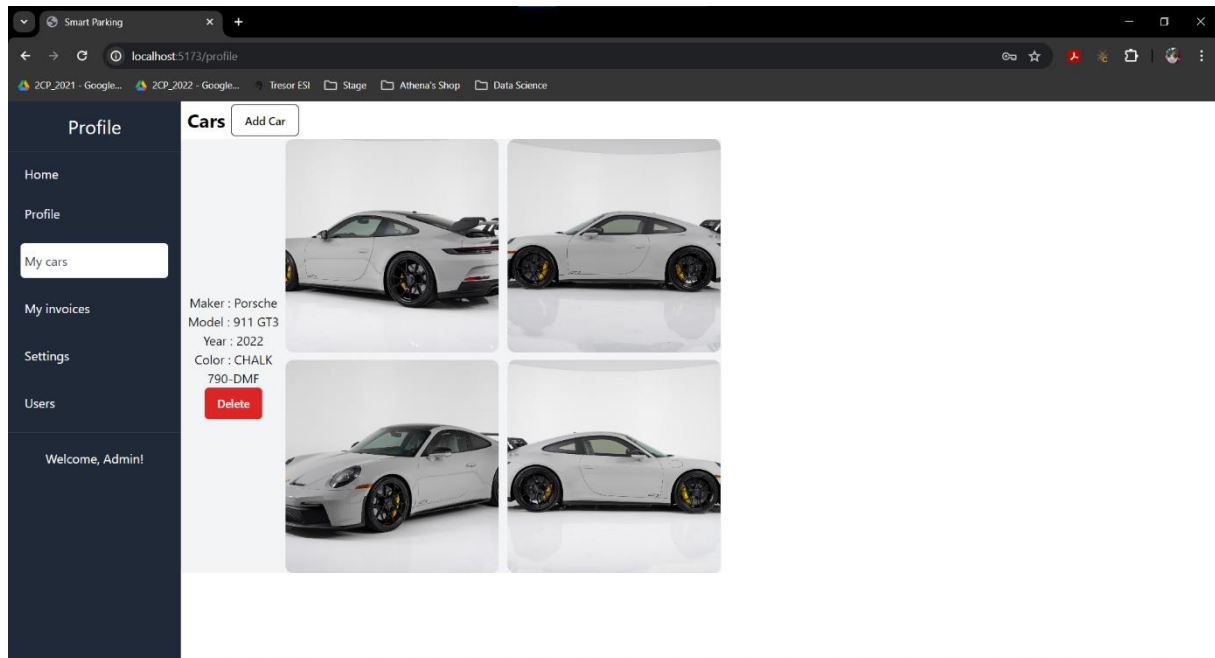 Smart Parking
localhost:5173/profile
2CP_2021 - Google... 2CP_2022 - Google... Tresor ESI Stage Athena's Shop Data Science
Profile
Home
Profile
My cars
My invoices
Settings
Users
Welcome, Admin!
Cars Add Car
Maker : Porsche
Model : 911 GT3
Year : 2022
Color : CHALK
790-DMF
Delete